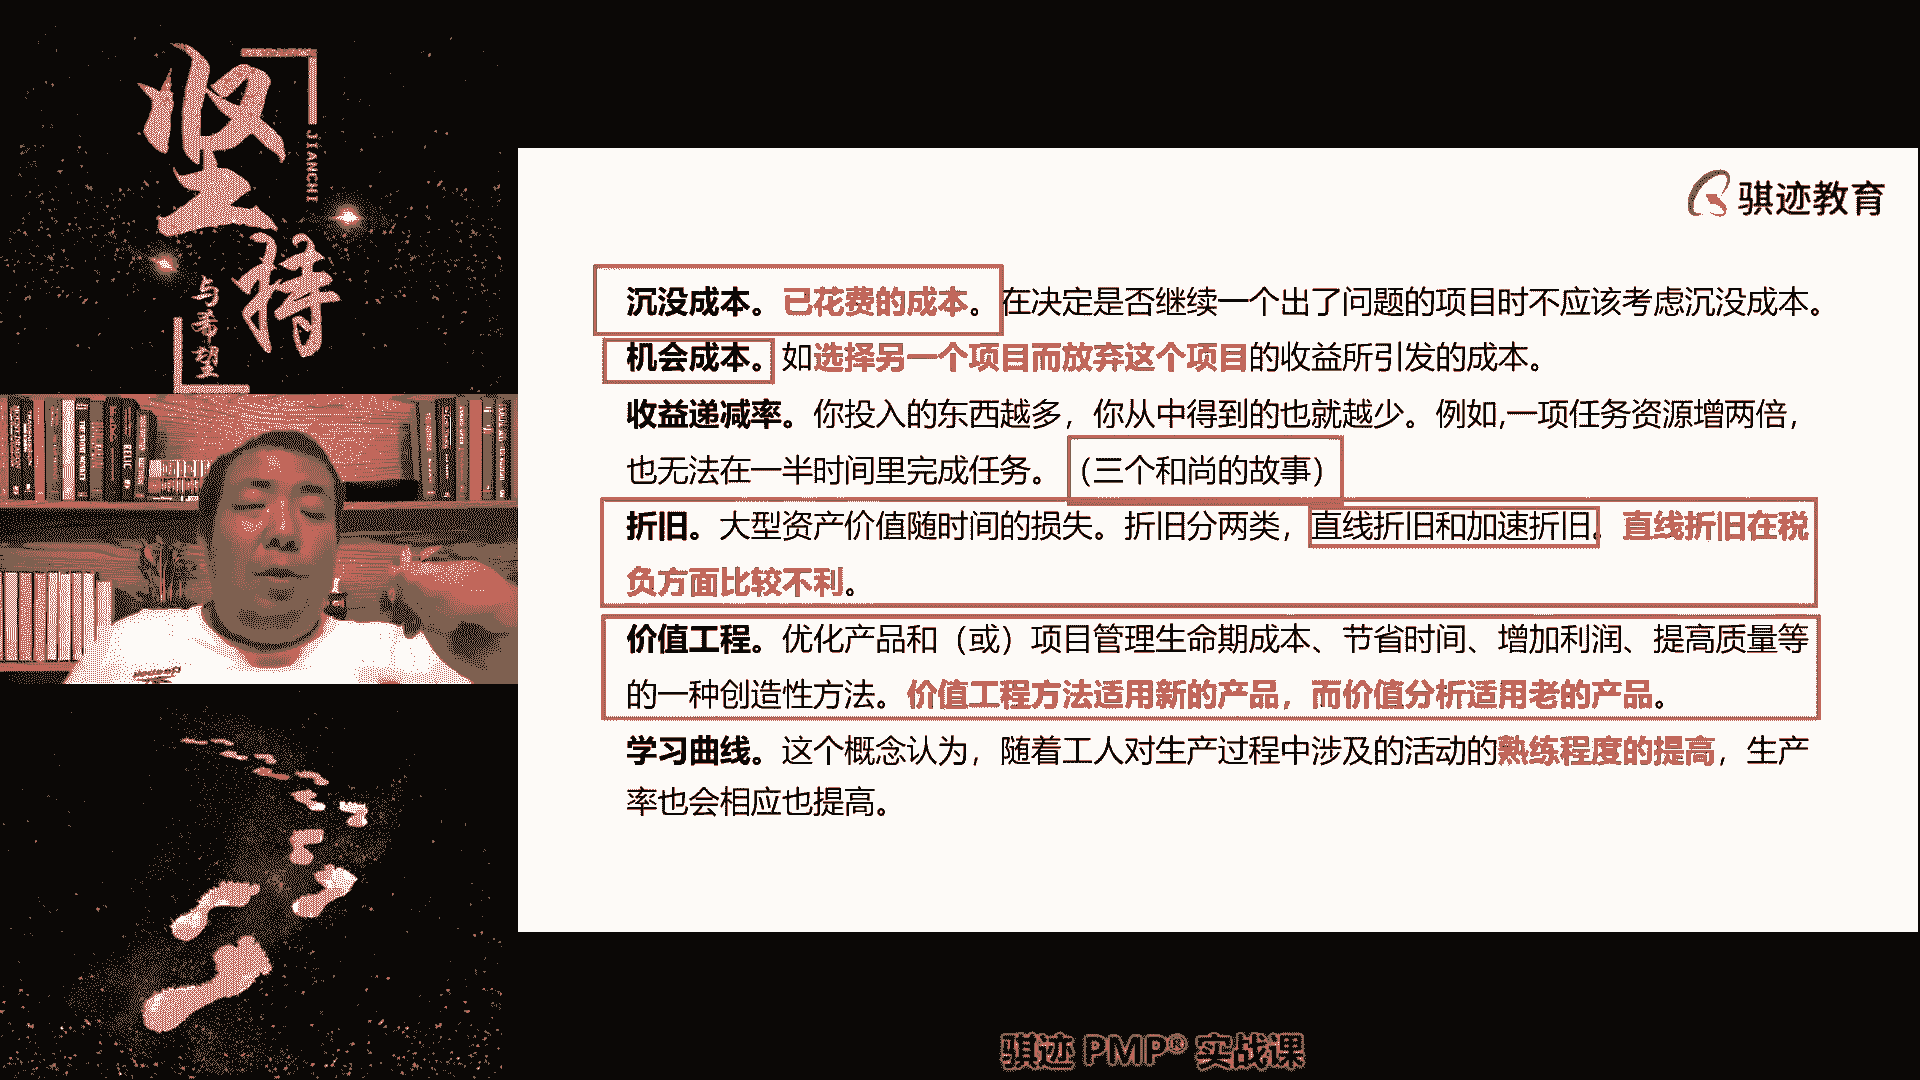 坚持
JIANCHI
与希望
骐迹教育
沉没成本。已花费的成本。在决定是否继续一个出了问题的项目时不应该考虑沉没成本。
机会成本。如选择另一个项目而放弃这个项目的收益所引发的成本。
收益递减率。你投入的东西越多，你从中得到的也就越少。例如,一项任务资源增两倍，
也无法在一半时间里完成任务。（三个和尚的故事）
折旧。大型资产价值随时间的损失。折旧分两类，直线折旧和加速折旧。直线折旧在税
负方面比较不利。
价值工程。优化产品和（或）项目管理生命期成本、节省时间、增加利润、提高质量等
的一种创造性方法。价值工程方法适用新的产品，而价值分析适用老的产品。
学习曲线。这个概念认为，随着工人对生产过程中涉及的活动的熟练程度的提高，生产
率也会相应也提高。
骐迹 PMP® 实战课